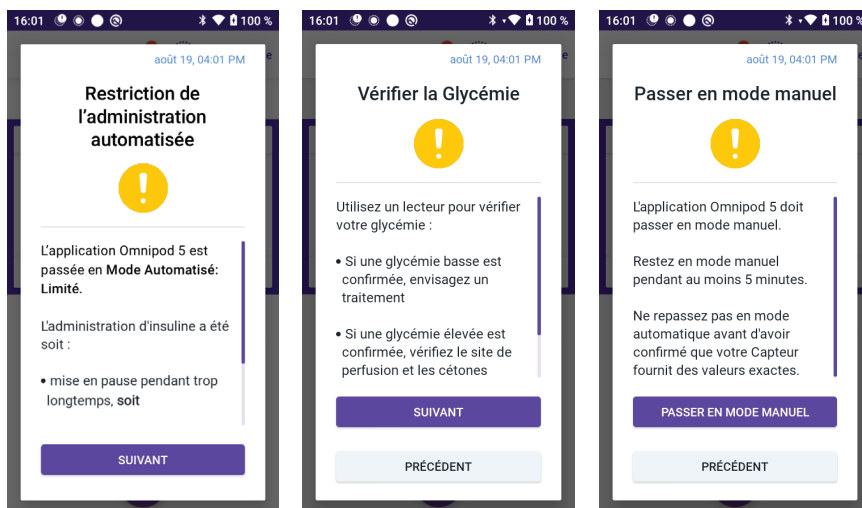 16:01 100 %
août 19, 04:01 PM
Restriction de
l’administration
automatisée
L’application Omnipod 5 est
passée en Mode Automatisé:
Limité.
L'administration d'insuline a été
soit :
• mise en pause pendant trop
longtemps, soit
SUIVANT
16:01 100 %
août 19, 04:01 PM
Vérifier la Glycémie
Utilisez un lecteur pour vérifier
votre glycémie :
• Si une glycémie basse est
confirmée, envisagez un
traitement
• Si une glycémie élevée est
confirmée, vérifiez le site de
perfusion et les cétones
SUIVANT
PRÉCÉDENT
16:01 100 %
août 19, 04:01 PM
Passer en mode manuel
L'application Omnipod 5 doit
passer en mode manuel.
Restez en mode manuel
pendant au moins 5 minutes.
Ne repassez pas en mode
automatique avant d'avoir
confirmé que votre Capteur
fournit des valeurs exactes.
PASSER EN MODE MANUEL
PRÉCÉDENT